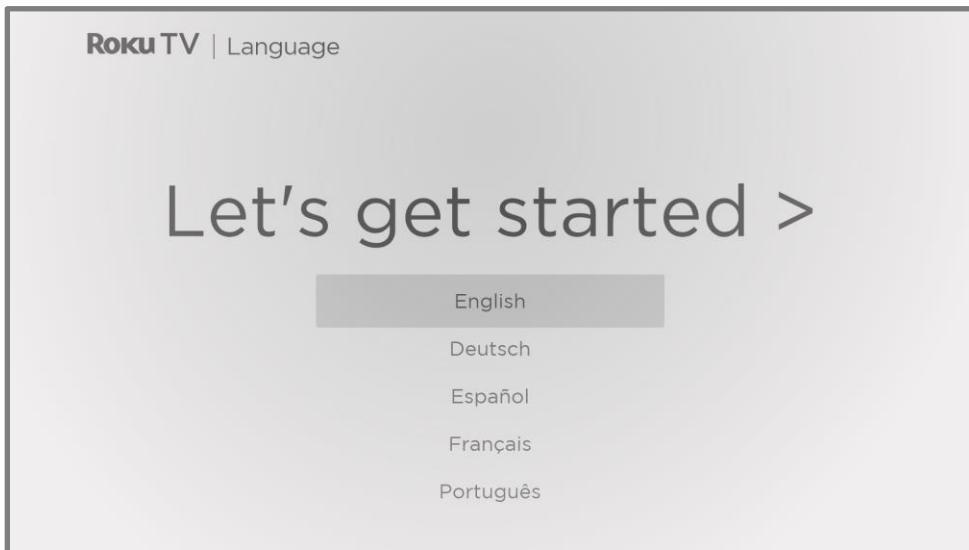 Roku TV | Language
Let's get started >
English
Deutsch
Español
Français
Português